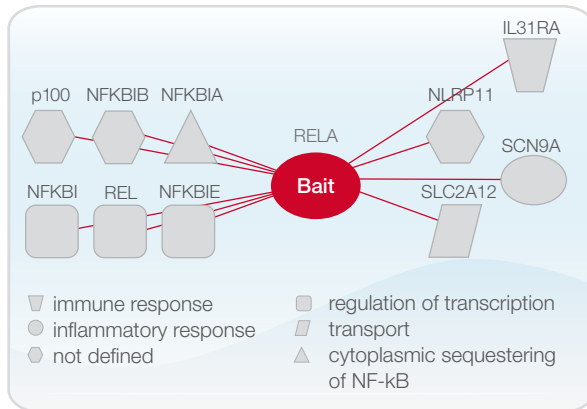 IL31RA
p100 NFKBIB NFKBIA NLRP11
RELA
SCN9A
Bait
NFKBI REL NFKBIE SLC2A12
immune response
inflammatory response
not defined
regulation of transcription
transport
cytoplasmic sequestering
of NF-kB